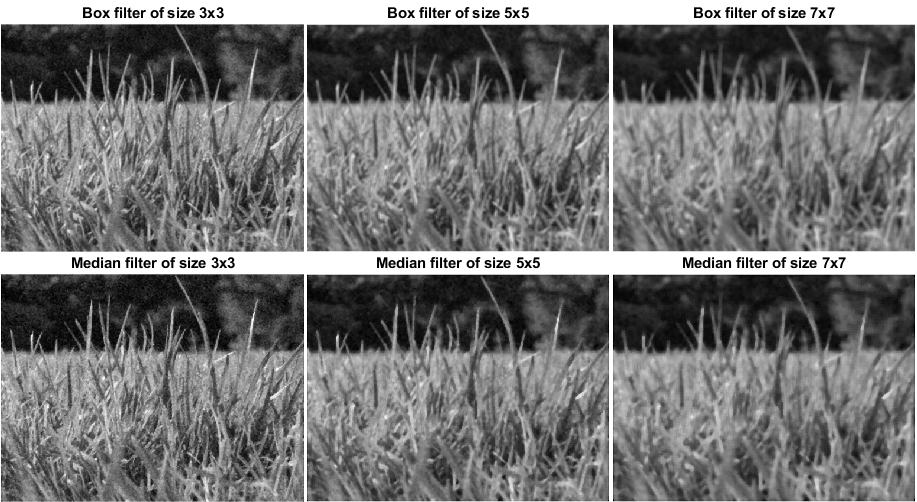 Box filter of size 3x3
Box filter of size 5x5
Box filter of size 7x7
Median filter of size 3x3
Median filter of size 5x5
Median filter of size 7x7